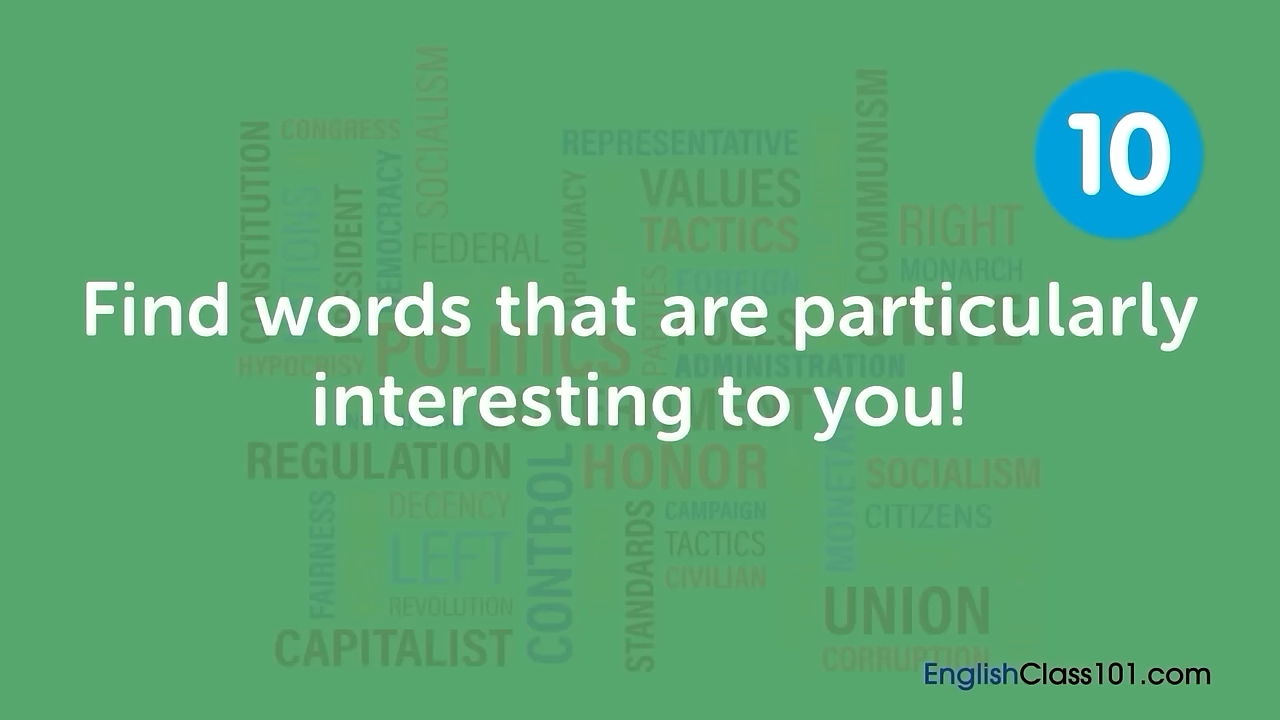 10
Find words that are particularly
interesting to you!
SOCIALISM
CONGRESS
CONSTITUTION
DEMOCRACY
FEDERAL
DIPLOMACY
REPRESENTATIVE
VALUES
TACTICS
FOREIGN
COMMUNISM
RIGHT
MONARCH
HYPOCRISY
POLITICS
PARTIES
ADMINISTRATION
REGULATION
CONTROL
HONOR
SOCIALISM
CITIZENS
FAIRNESS
DECENCY
LEFT
REVOLUTION
CAPITALIST
STANDARDS
CAMPAIGN
TACTICS
CIVILIAN
UNION
CORRUPTION
EnglishClass101.com